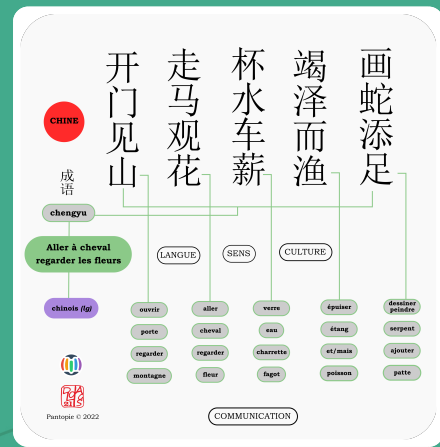 开门见山
走马观花
杯水车薪
竭泽而渔
画蛇添足
CHINE
成语
chengyu
Aller à cheval
regarder les fleurs
LANGUE
SENS
CULTURE
chinois (lg)
ouvrir
porte
regarder
montagne
aller
cheval
regarder
fleur
verre
eau
charrette
fagot
épuiser
étang
et/mais
poisson
dessiner
peindre
serpent
ajouter
patte
Pantopie © 2022
COMMUNICATION